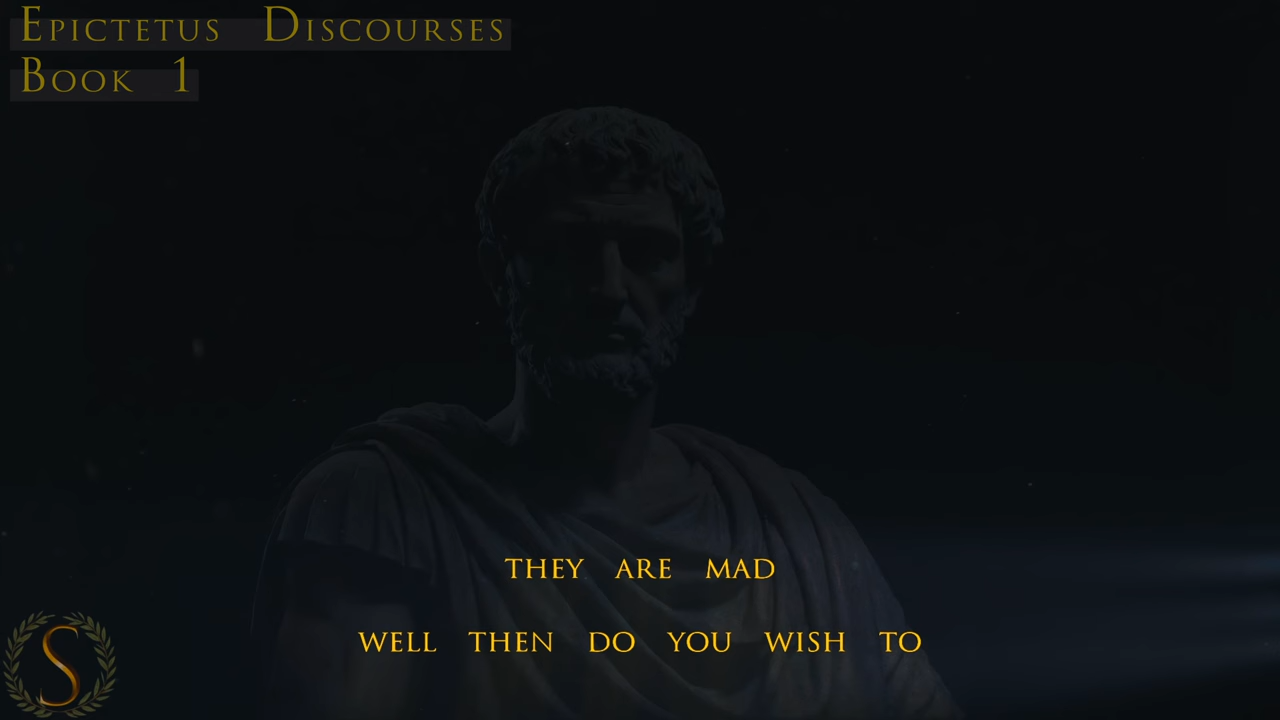 Epictetus Discourses
Book 1
THEY ARE MAD
WELL THEN DO YOU WISH TO
S